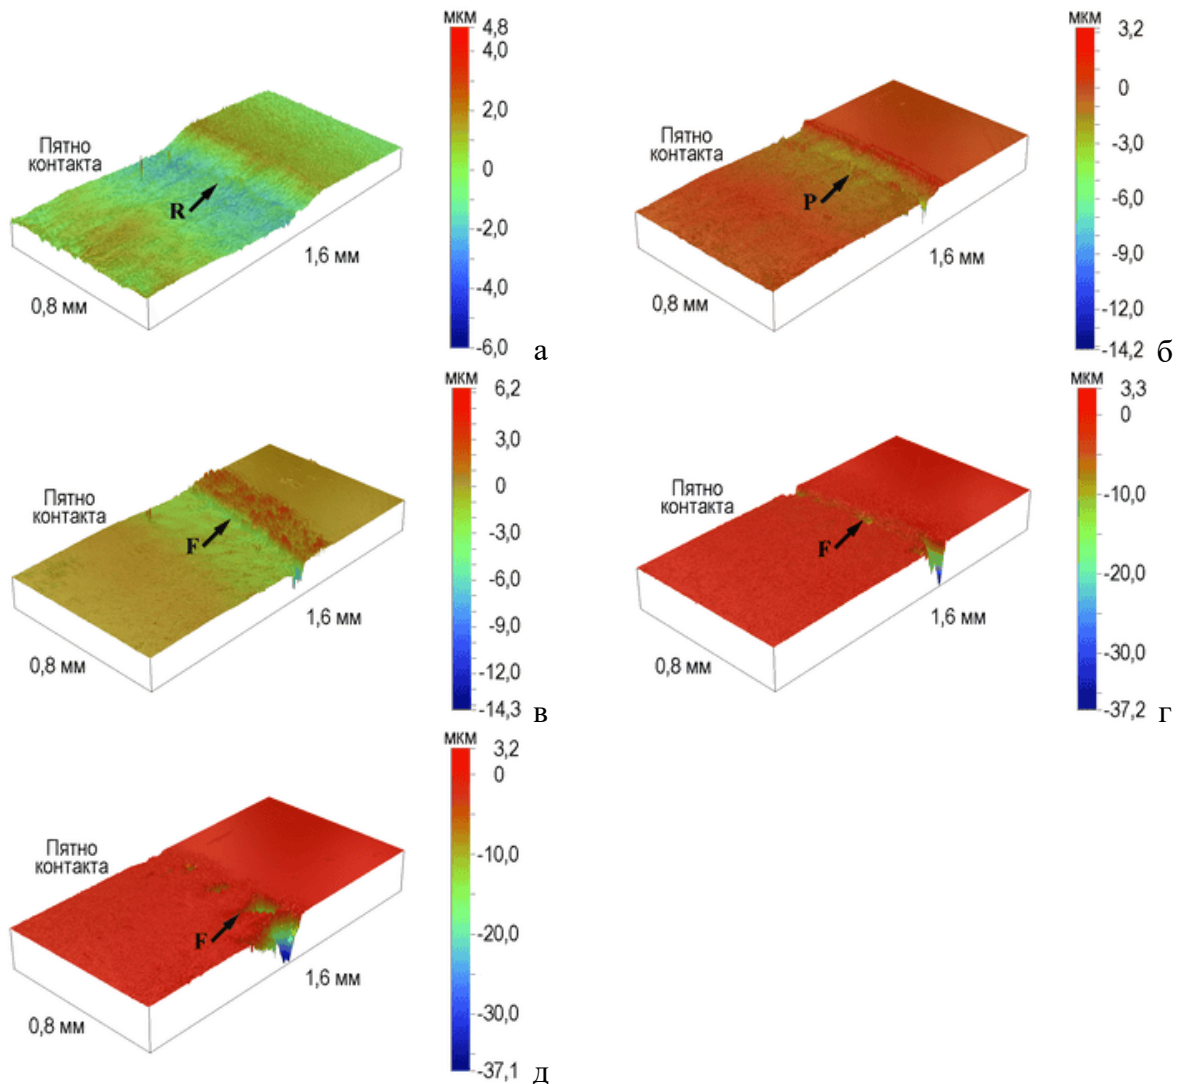 мкм
4,8
4,0
2,0
0
-2,0
-4,0
-6,0
Пятно
контакта
R
1,6 мм
0,8 мм
а
мкм
3,2
0
-3,0
-6,0
-9,0
-12,0
-14,2
Пятно
контакта
P
1,6 мм
0,8 мм
б
мкм
6,2
3,0
0
-3,0
-6,0
-9,0
-12,0
-14,3
Пятно
контакта
F
1,6 мм
0,8 мм
в
мкм
3,3
0
-10,0
-20,0
-30,0
-37,2
Пятно
контакта
F
1,6 мм
0,8 мм
г
мкм
3,2
0
-10,0
-20,0
-30,0
-37,1
Пятно
контакта
F
1,6 мм
0,8 мм
д